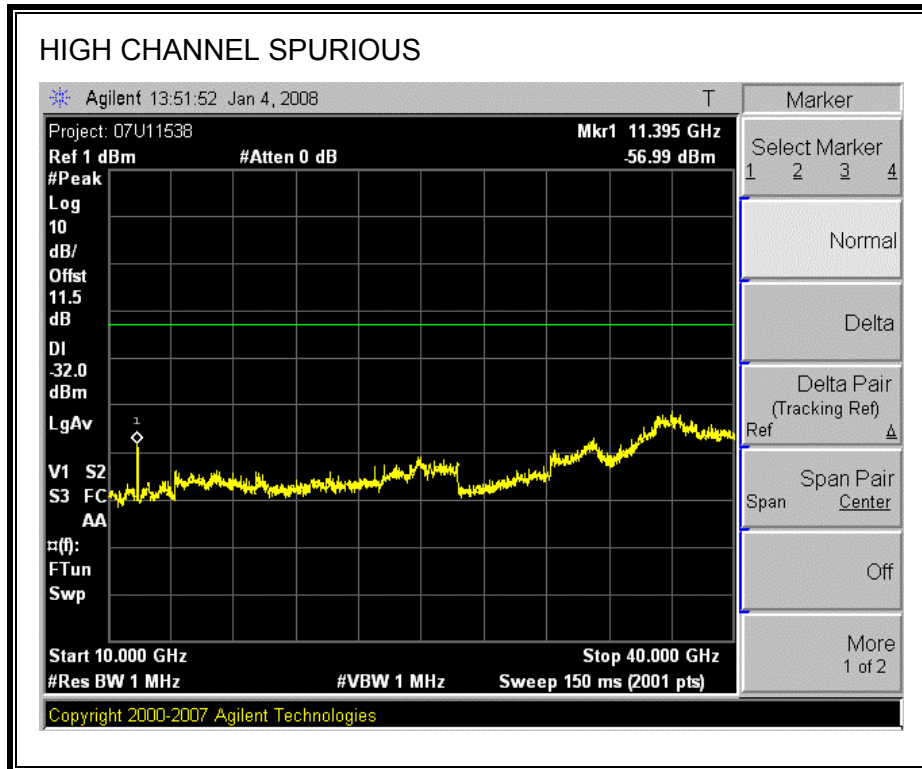 HIGH CHANNEL SPURIOUS
Agilent 13:51:52 Jan 4, 2008 T
Project: 07U11538 Mkr1 11.395 GHz
Ref 1 dBm #Atten 0 dB -56.99 dBm
#Peak
Log
10
dB/
Offst
11.5
dB
DI
-32.0
dBm
LgAv
1
V1 S2
S3 FC
AA
¤(f):
FTun
Swp
Start 10.000 GHz Stop 40.000 GHz
#Res BW 1 MHz #VBW 1 MHz Sweep 150 ms (2001 pts)
Copyright 2000-2007 Agilent Technologies
Marker
Select Marker
1 2 3 4
Normal
Delta
Delta Pair
(Tracking Ref)
Ref Δ
Span Pair
Span Center
Off
More
1 of 2